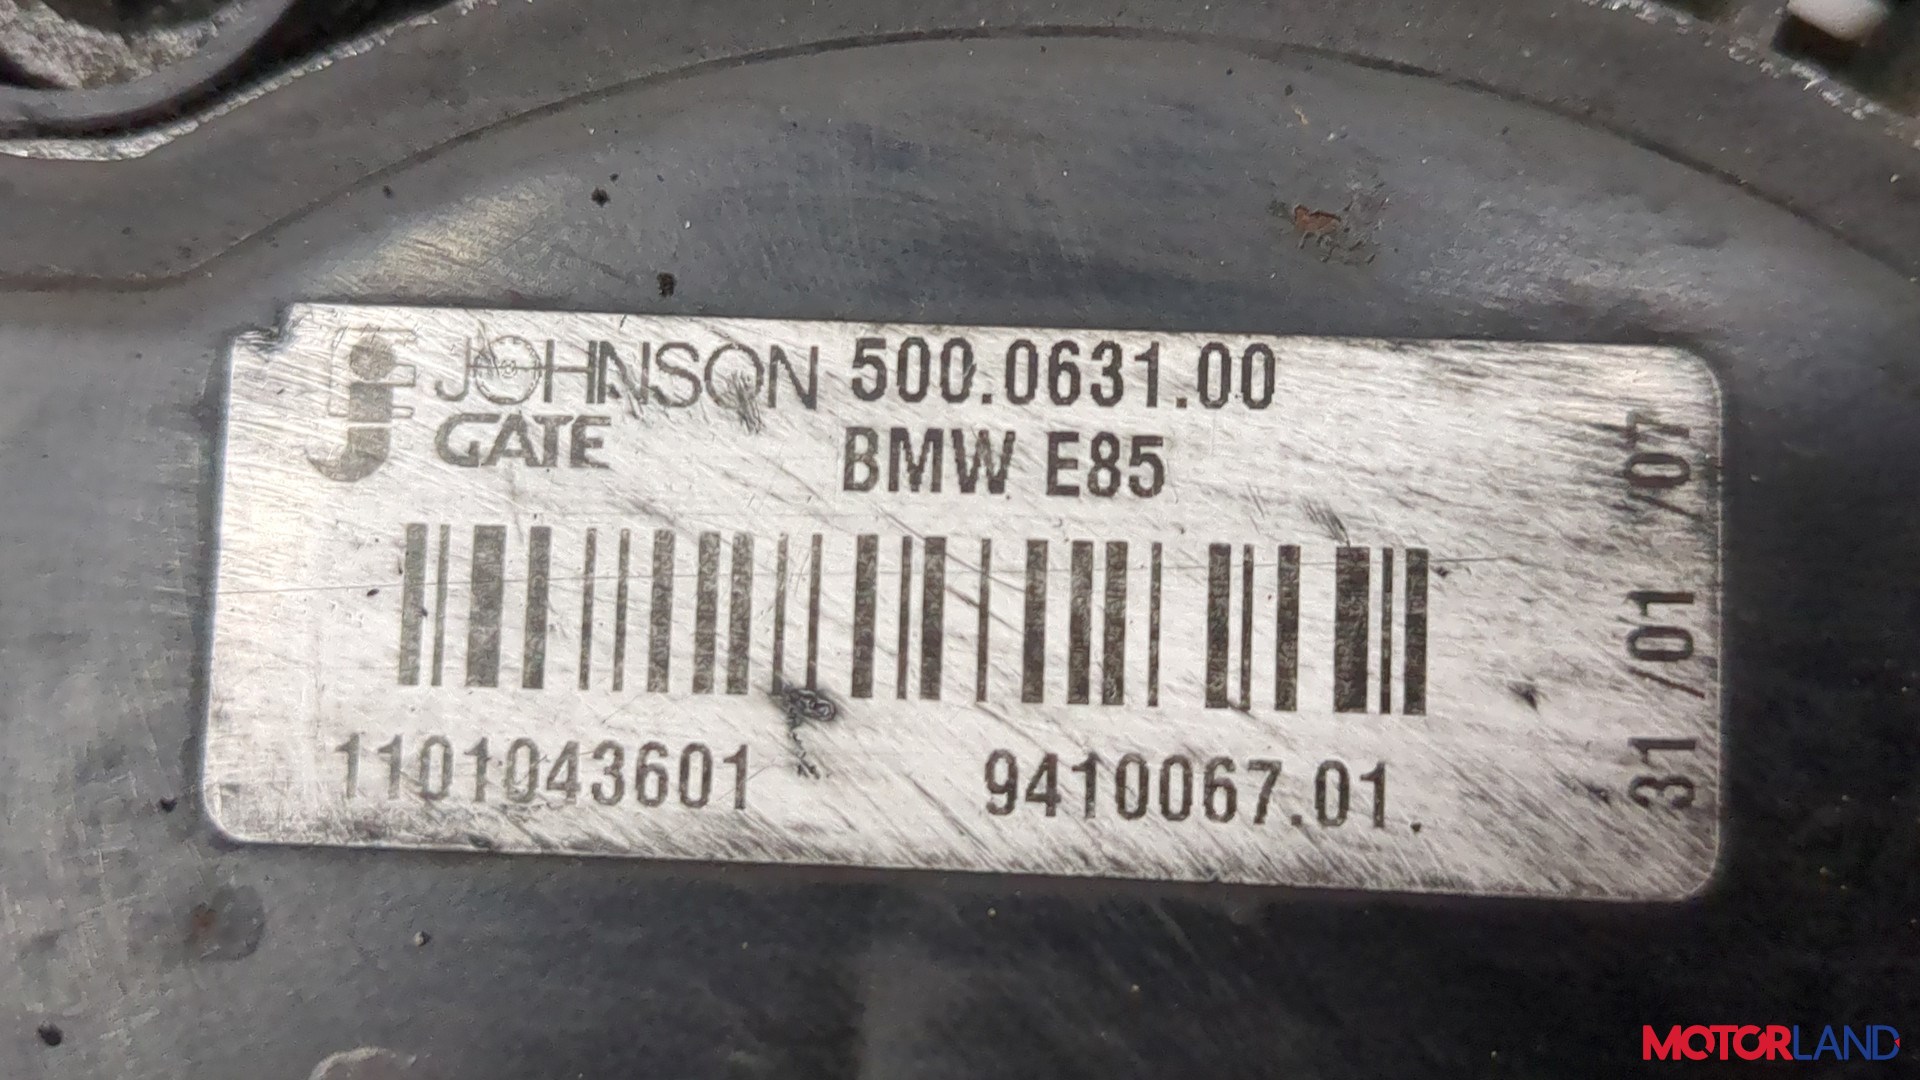 JOHNSON 500.0631.00
GATE BMW E85
1101043601 9410067.01.
31 /01 /07
MOTORLAND